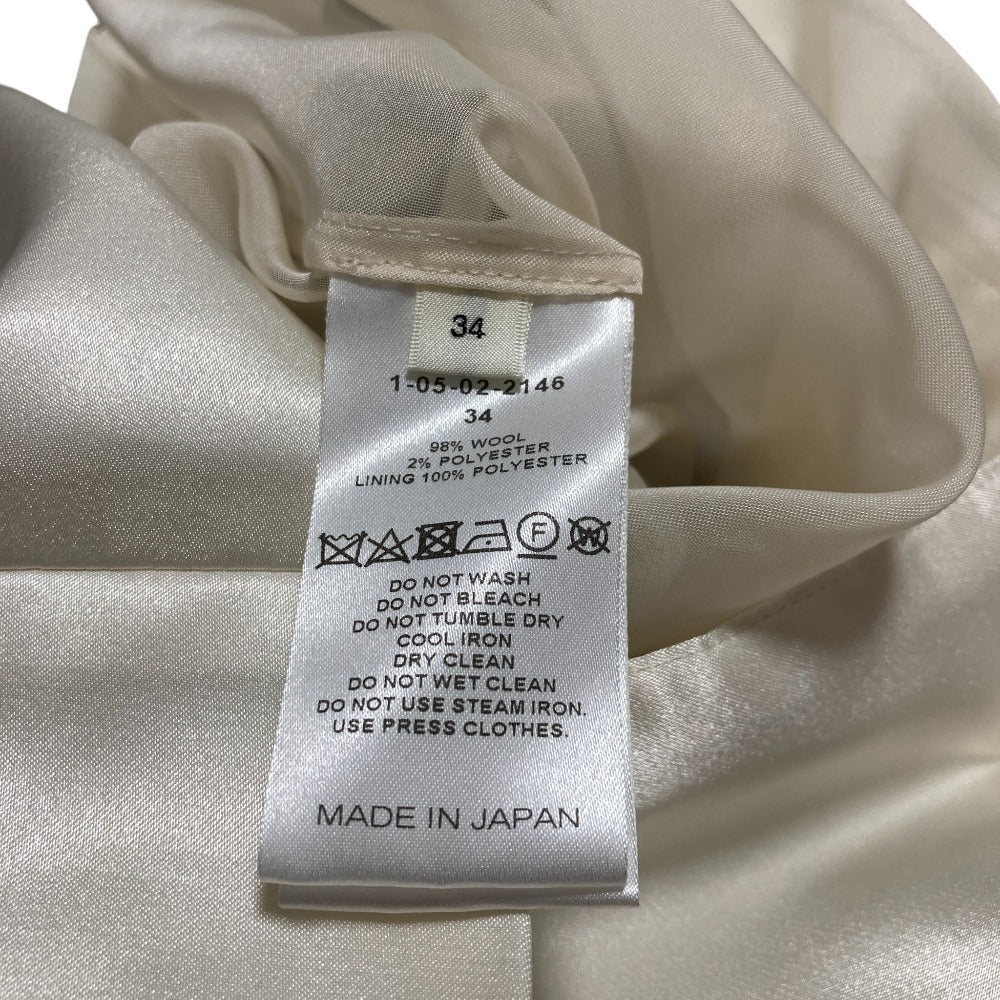 34
1-05-02-2146
34
98% WOOL
2% POLYESTER
LINING 100% POLYESTER
F W
DO NOT WASH
DO NOT BLEACH
DO NOT TUMBLE DRY
COOL IRON
DRY CLEAN
DO NOT WET CLEAN
DO NOT USE STEAM IRON.
USE PRESS CLOTHES.
MADE IN JAPAN